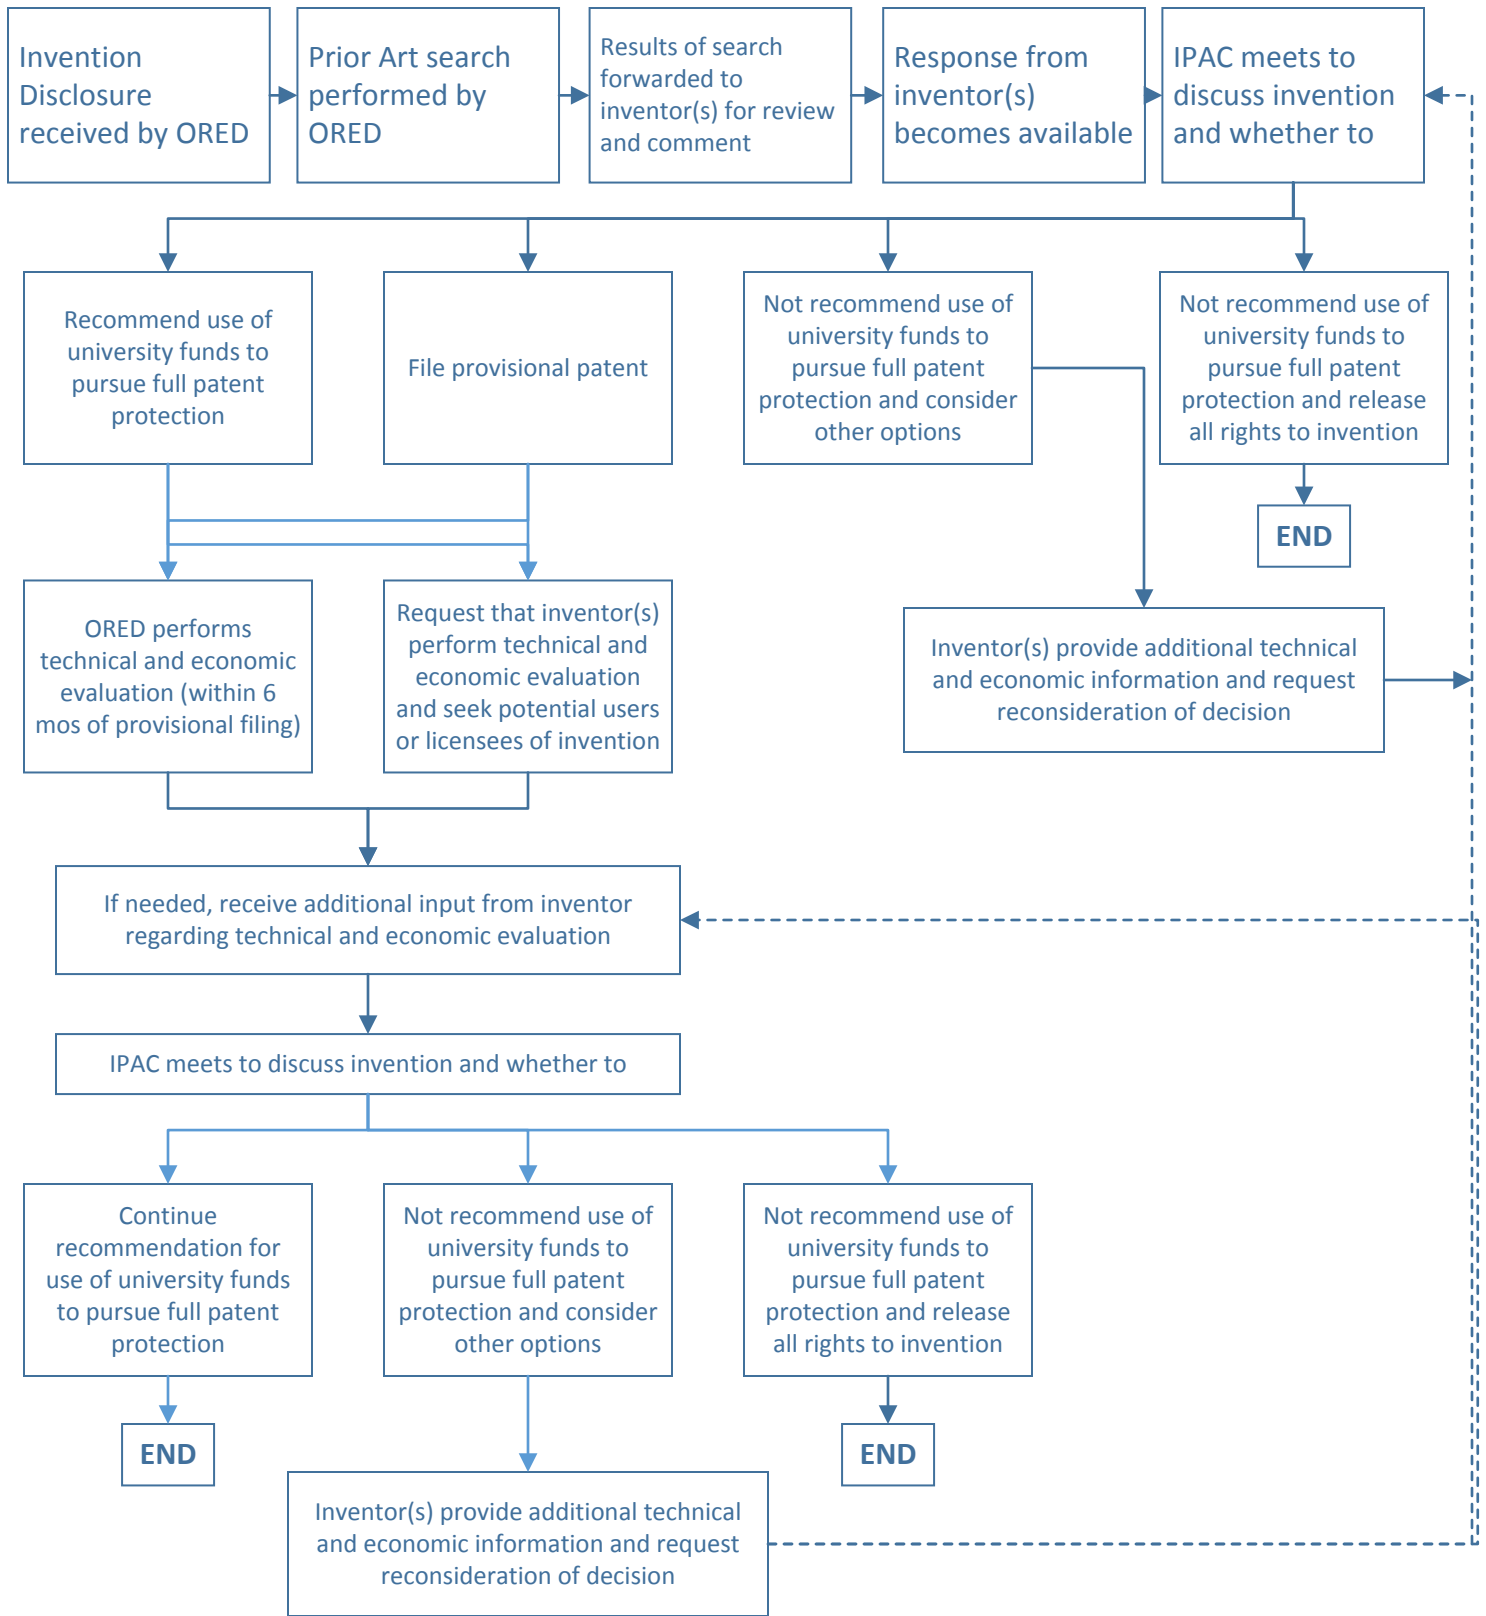 Invention
Disclosure
received by ORED
Prior Art search
performed by
ORED
Results of search
forwarded to
inventor(s) for review
and comment
Response from
inventor(s)
becomes available
IPAC meets to
discuss invention
and whether to
Recommend use of
university funds to
pursue full patent
protection
File provisional patent
Not recommend use of
university funds to
pursue full patent
protection and consider
other options
Not recommend use of
university funds to
pursue full patent
protection and release
all rights to invention
END
ORED performs
technical and economic
evaluation (within 6
mos of provisional filing)
Request that inventor(s)
perform technical and
economic evaluation
and seek potential users
or licensees of invention
Inventor(s) provide additional technical
and economic information and request
reconsideration of decision
If needed, receive additional input from inventor
regarding technical and economic evaluation
IPAC meets to discuss invention and whether to
Continue
recommendation for
use of university funds
to pursue full patent
protection
Not recommend use of
university funds to
pursue full patent
protection and consider
other options
Not recommend use of
university funds to
pursue full patent
protection and release
all rights to invention
END
END
Inventor(s) provide additional technical
and economic information and request
reconsideration of decision